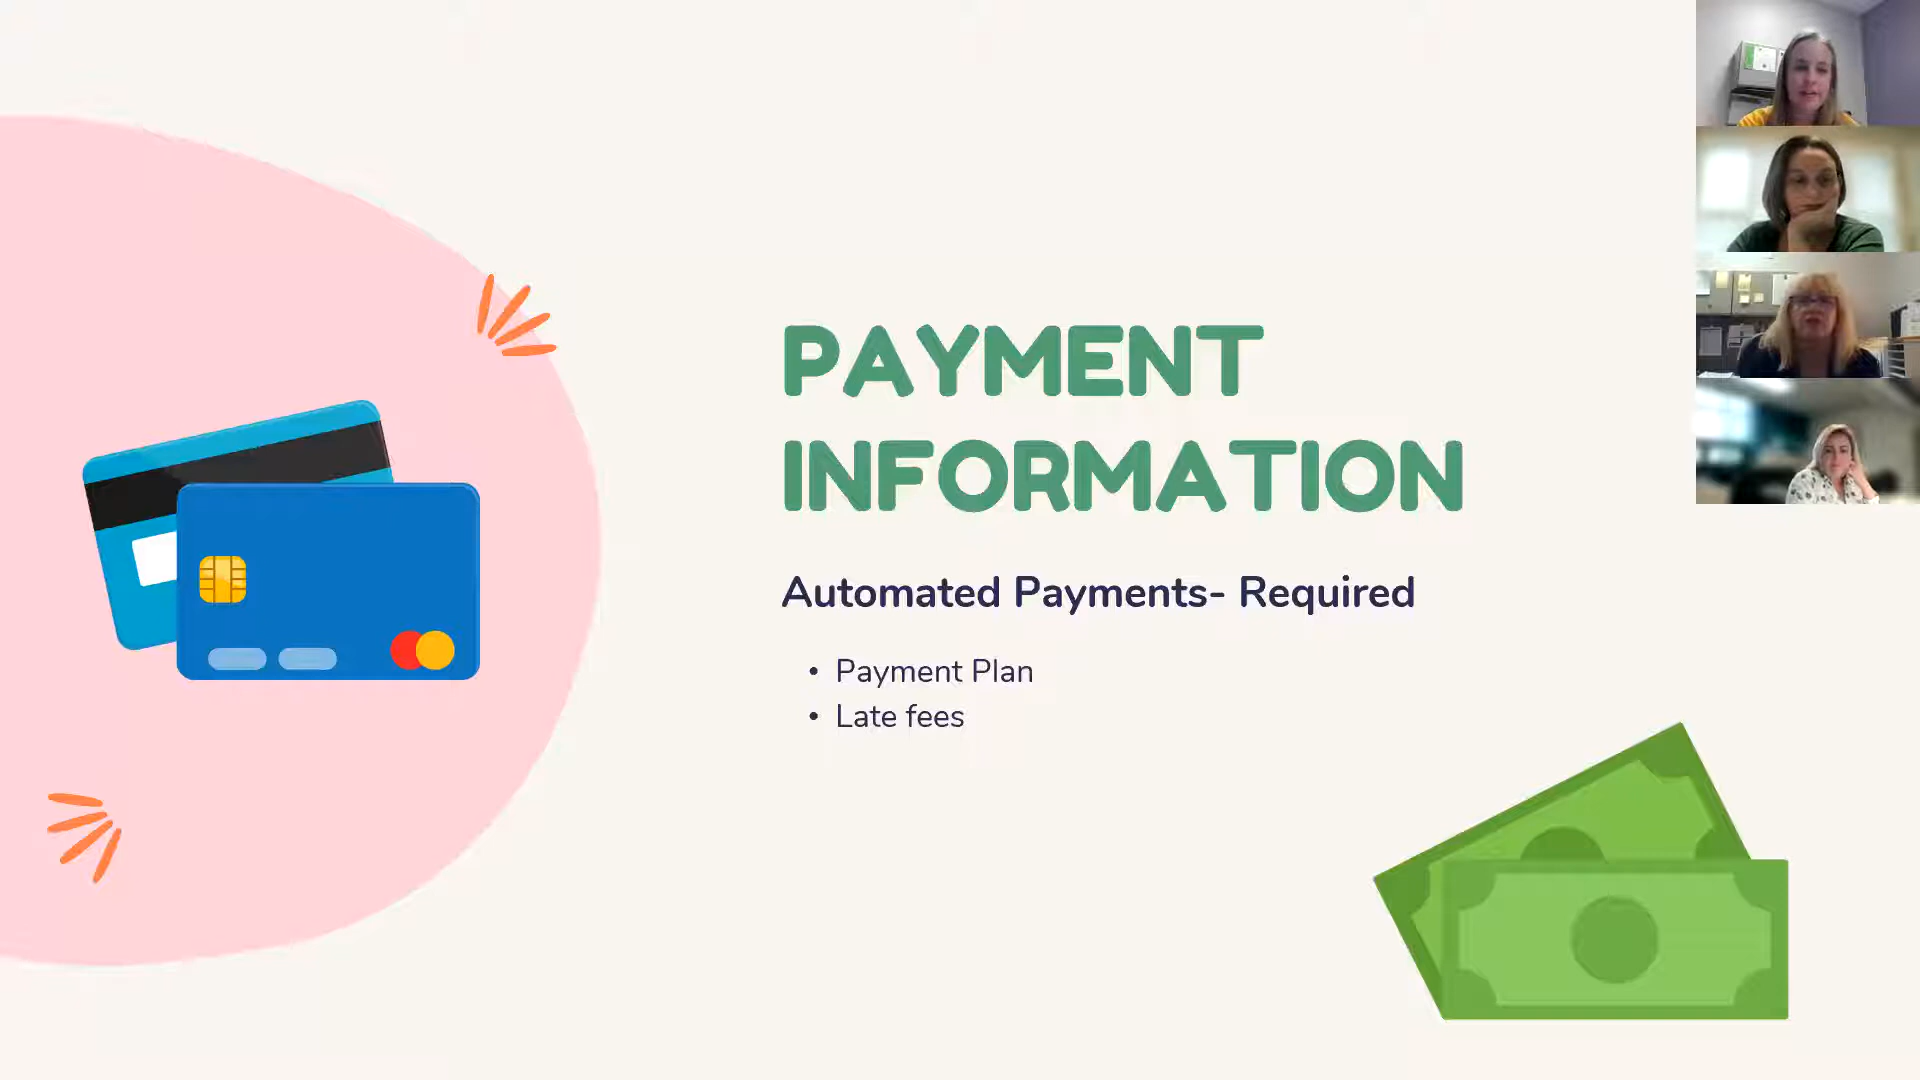 PAYMENT
INFORMATION
Automated Payments- Required
• Payment Plan
• Late fees